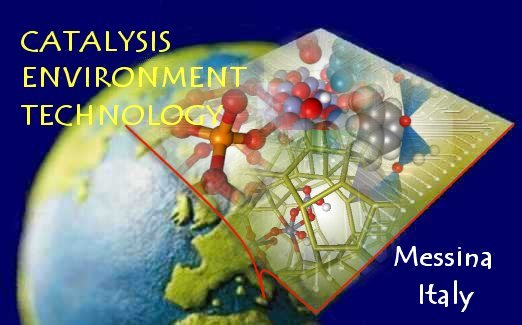 CATALYSIS
ENVIRONMENT
TECHNOLOGY
Messina
Italy